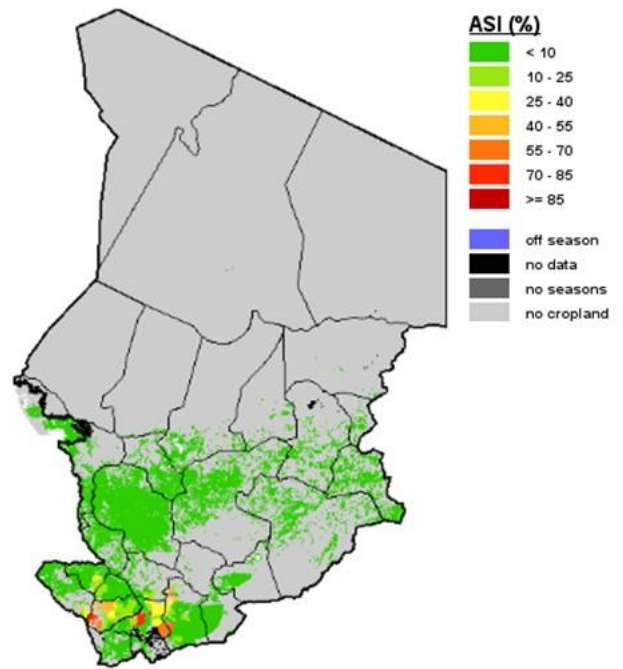 ASI (%)
< 10
10 - 25
25 - 40
40 - 55
55 - 70
70 - 85
>= 85
off season
no data
no seasons
no cropland